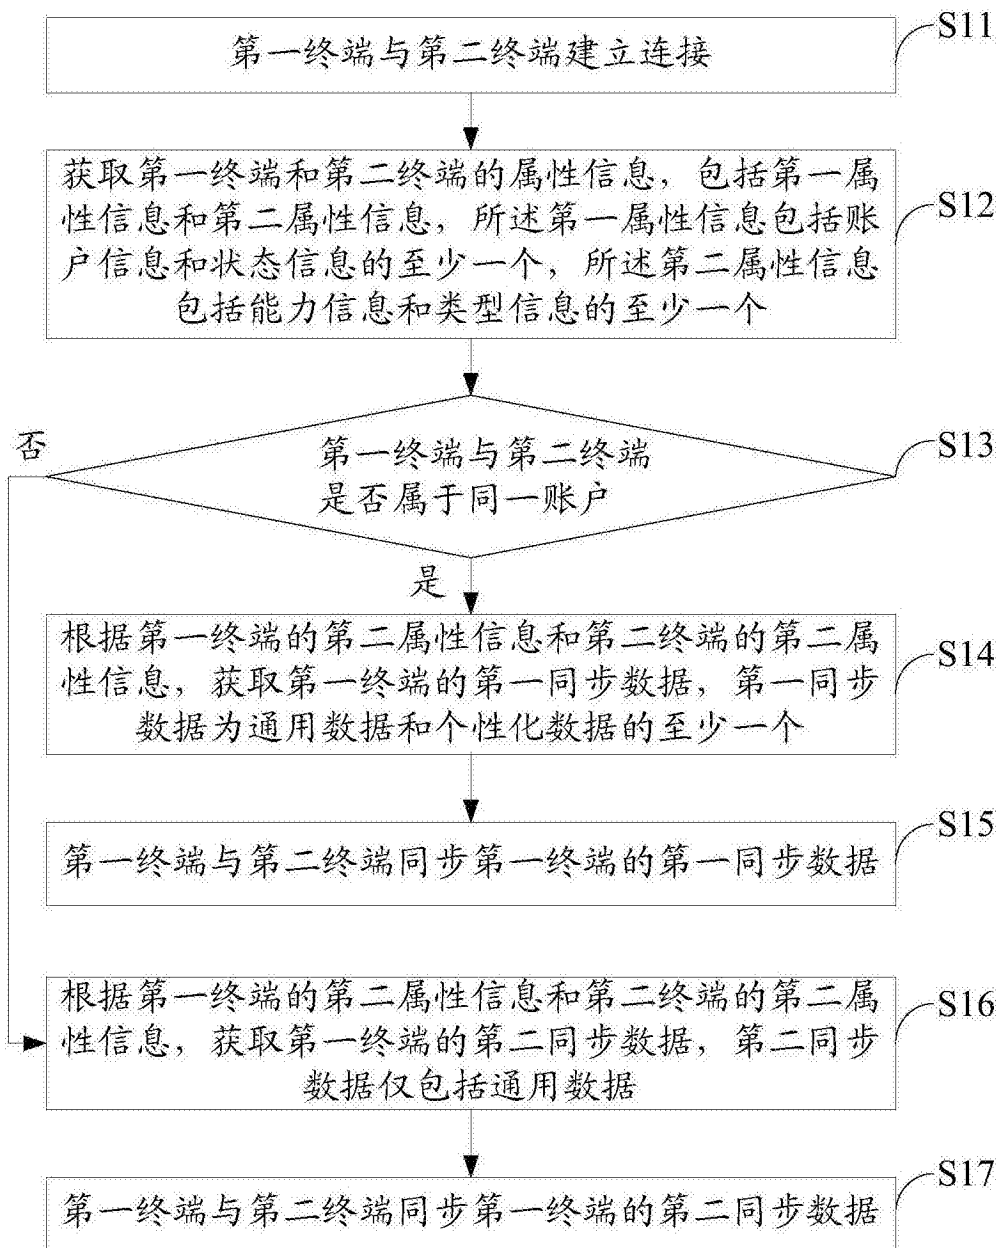 第一终端与第二终端建立连接
S11
获取第一终端和第二终端的属性信息，包括第一属
性信息和第二属性信息，所述第一属性信息包括账
户信息和状态信息的至少一个，所述第二属性信息
包括能力信息和类型信息的至少一个
S12
第一终端与第二终端
是否属于同一账户
S13
否
是
根据第一终端的第二属性信息和第二终端的第二属
性信息，获取第一终端的第一同步数据，第一同步
数据为通用数据和个性化数据的至少一个
S14
第一终端与第二终端同步第一终端的第一同步数据
S15
根据第一终端的第二属性信息和第二终端的第二属
性信息，获取第一终端的第二同步数据，第二同步
数据仅包括通用数据
S16
第一终端与第二终端同步第一终端的第二同步数据
S17